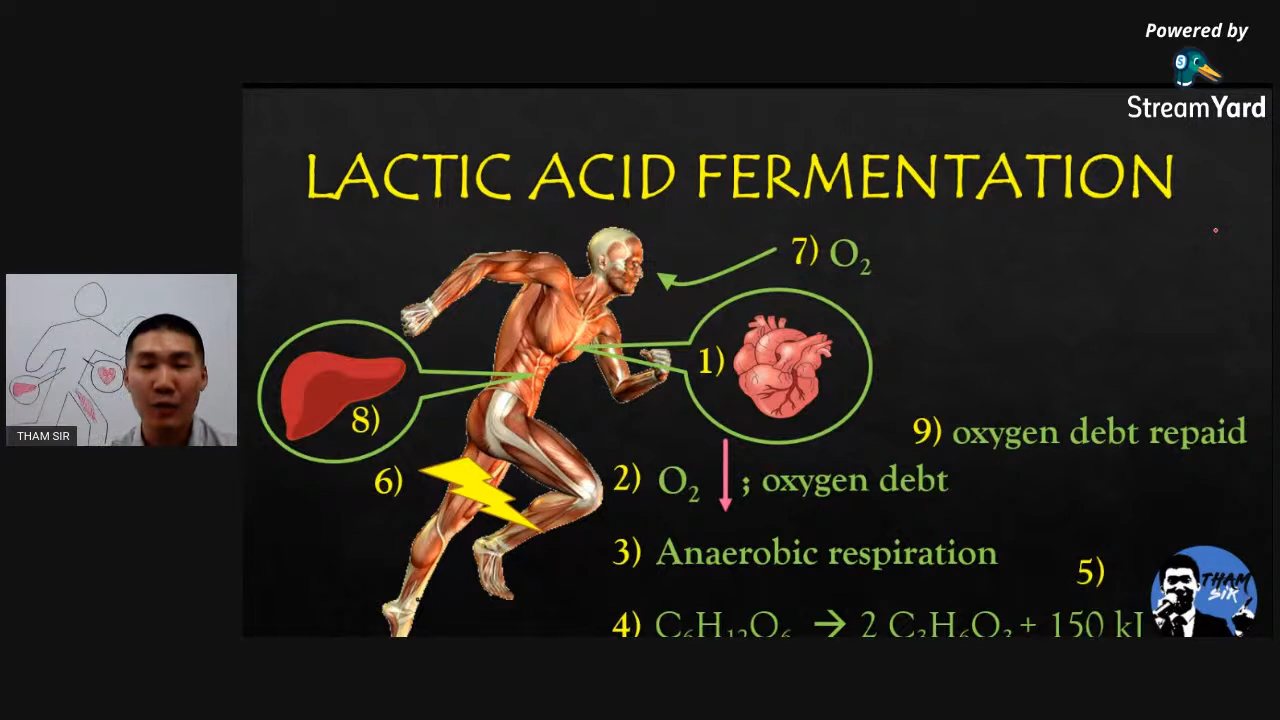 Powered by
StreamYard
LACTIC ACID FERMENTATION
7) O₂
1)
8)
9) oxygen debt repaid
6)
2) O₂ ; oxygen debt
3) Anaerobic respiration
5)
4) C₆H₁₂O₆ → 2 C₃H₆O₃ + 150 kJ
THAM SIR
THAM
SIR